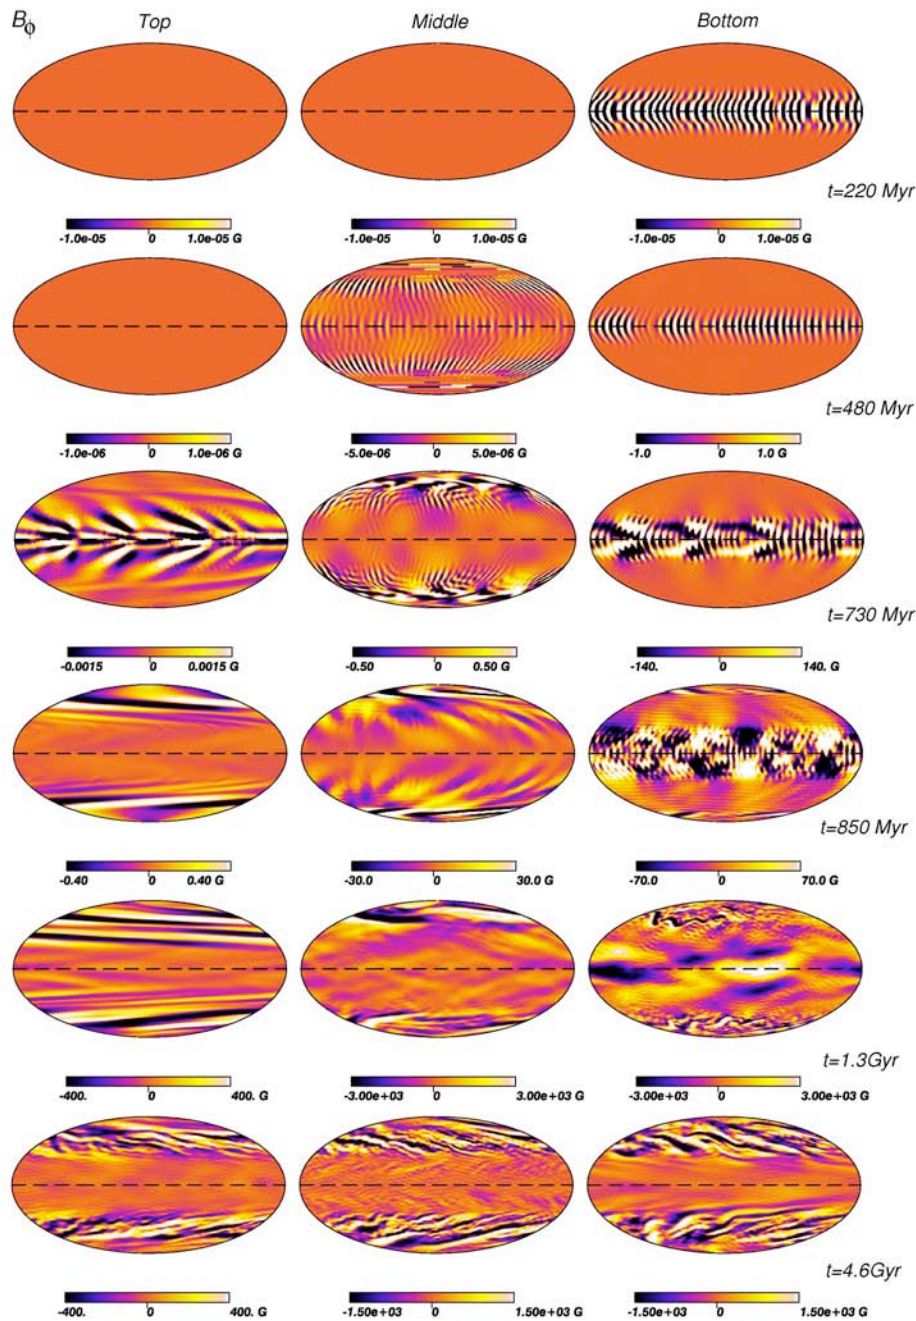 Bϕ Top Middle Bottom
t=220 Myr
-1.0e-05 0 1.0e-05 G -1.0e-05 0 1.0e-05 G -1.0e-05 0 1.0e-05 G
t=480 Myr
-1.0e-06 0 1.0e-06 G -5.0e-06 0 5.0e-06 G -1.0 0 1.0 G
t=730 Myr
-0.0015 0 0.0015 G -0.50 0 0.50 G -140. 0 140. G
t=850 Myr
-0.40 0 0.40 G -30.0 0 30.0 G -70.0 0 70.0 G
t=1.3Gyr
-400. 0 400. G -3.00e+03 0 3.00e+03 G -3.00e+03 0 3.00e+03 G
t=4.6Gyr
-400. 0 400. G -1.50e+03 0 1.50e+03 G -1.50e+03 0 1.50e+03 G